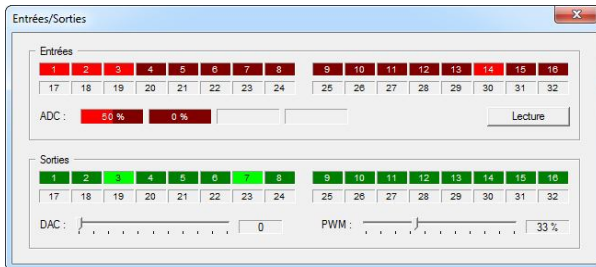 Entrées/Sorties
Entrées
1 2 3 4 5 6 7 8 9 10 11 12 13 14 15 16
17 18 19 20 21 22 23 24 25 26 27 28 29 30 31 32
ADC : 50 % 0 % Lecture
Sorties
1 2 3 4 5 6 7 8 9 10 11 12 13 14 15 16
17 18 19 20 21 22 23 24 25 26 27 28 29 30 31 32
DAC : 0 PWM : 33 %